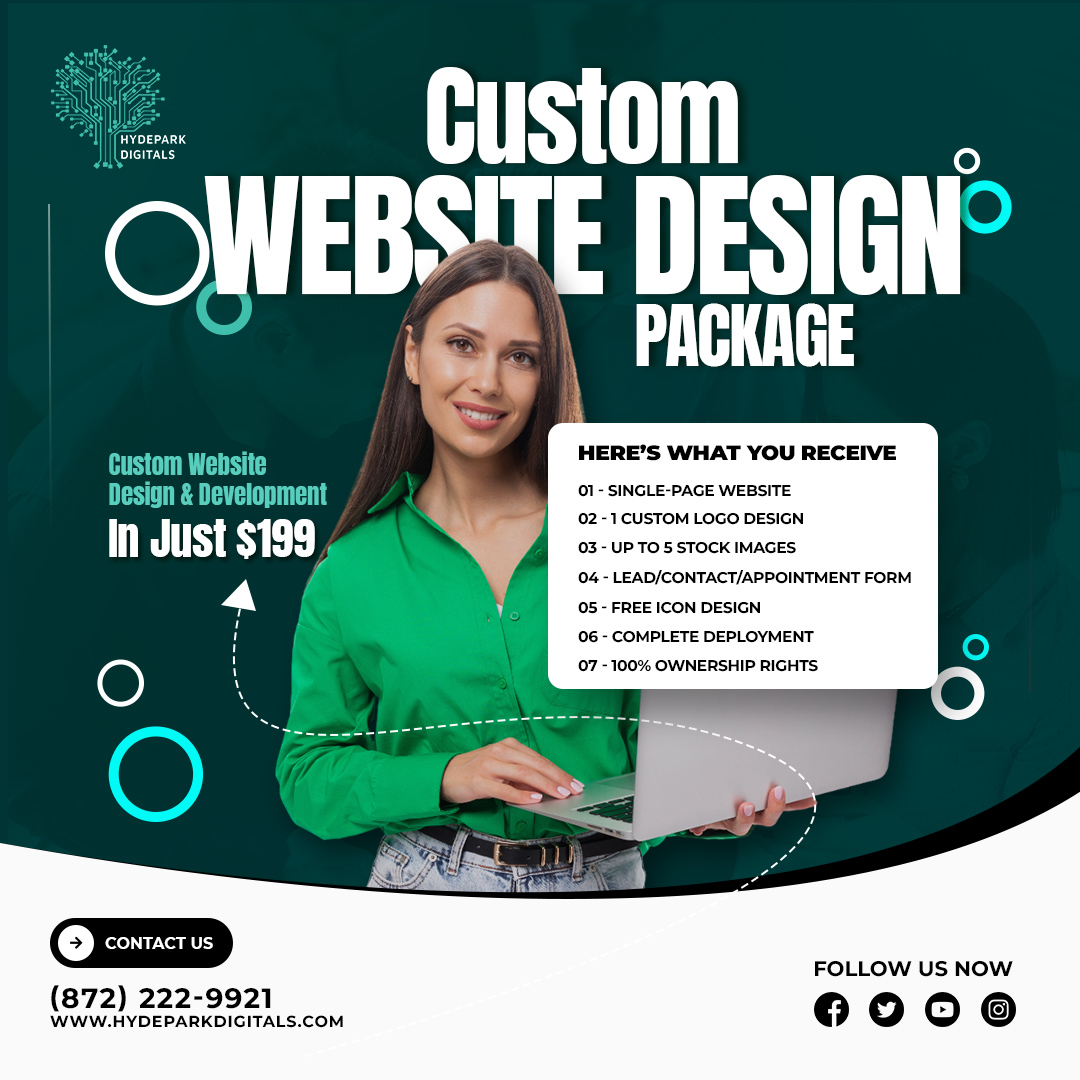 HYDEPARK
DIGITALS
Custom
WEBSITE DESIGN
PACKAGE
Custom Website
Design & Development
In Just $199
HERE’S WHAT YOU RECEIVE
01 - SINGLE-PAGE WEBSITE
02 - 1 CUSTOM LOGO DESIGN
03 - UP TO 5 STOCK IMAGES
04 - LEAD/CONTACT/APPOINTMENT FORM
05 - FREE ICON DESIGN
06 - COMPLETE DEPLOYMENT
07 - 100% OWNERSHIP RIGHTS
CONTACT US
(872) 222-9921
WWW.HYDEPARKDIGITALS.COM
FOLLOW US NOW